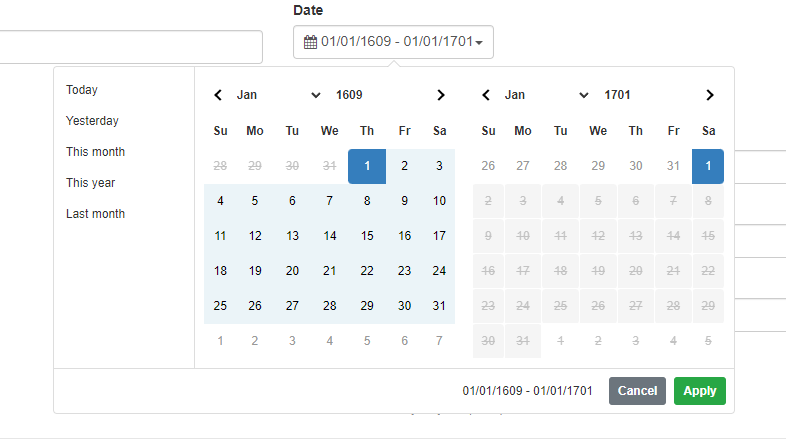 Date
01/01/1609 - 01/01/1701
Today
Yesterday
This month
This year
Last month
Jan 1609
Su Mo Tu We Th Fr Sa
28 29 30 31 1 2 3
4 5 6 7 8 9 10
11 12 13 14 15 16 17
18 19 20 21 22 23 24
25 26 27 28 29 30 31
1 2 3 4 5 6 7
Jan 1701
Su Mo Tu We Th Fr Sa
26 27 28 29 30 31 1
2 3 4 5 6 7 8
9 10 11 12 13 14 15
16 17 18 19 20 21 22
23 24 25 26 27 28 29
30 31 1 2 3 4 5
01/01/1609 - 01/01/1701 Cancel Apply